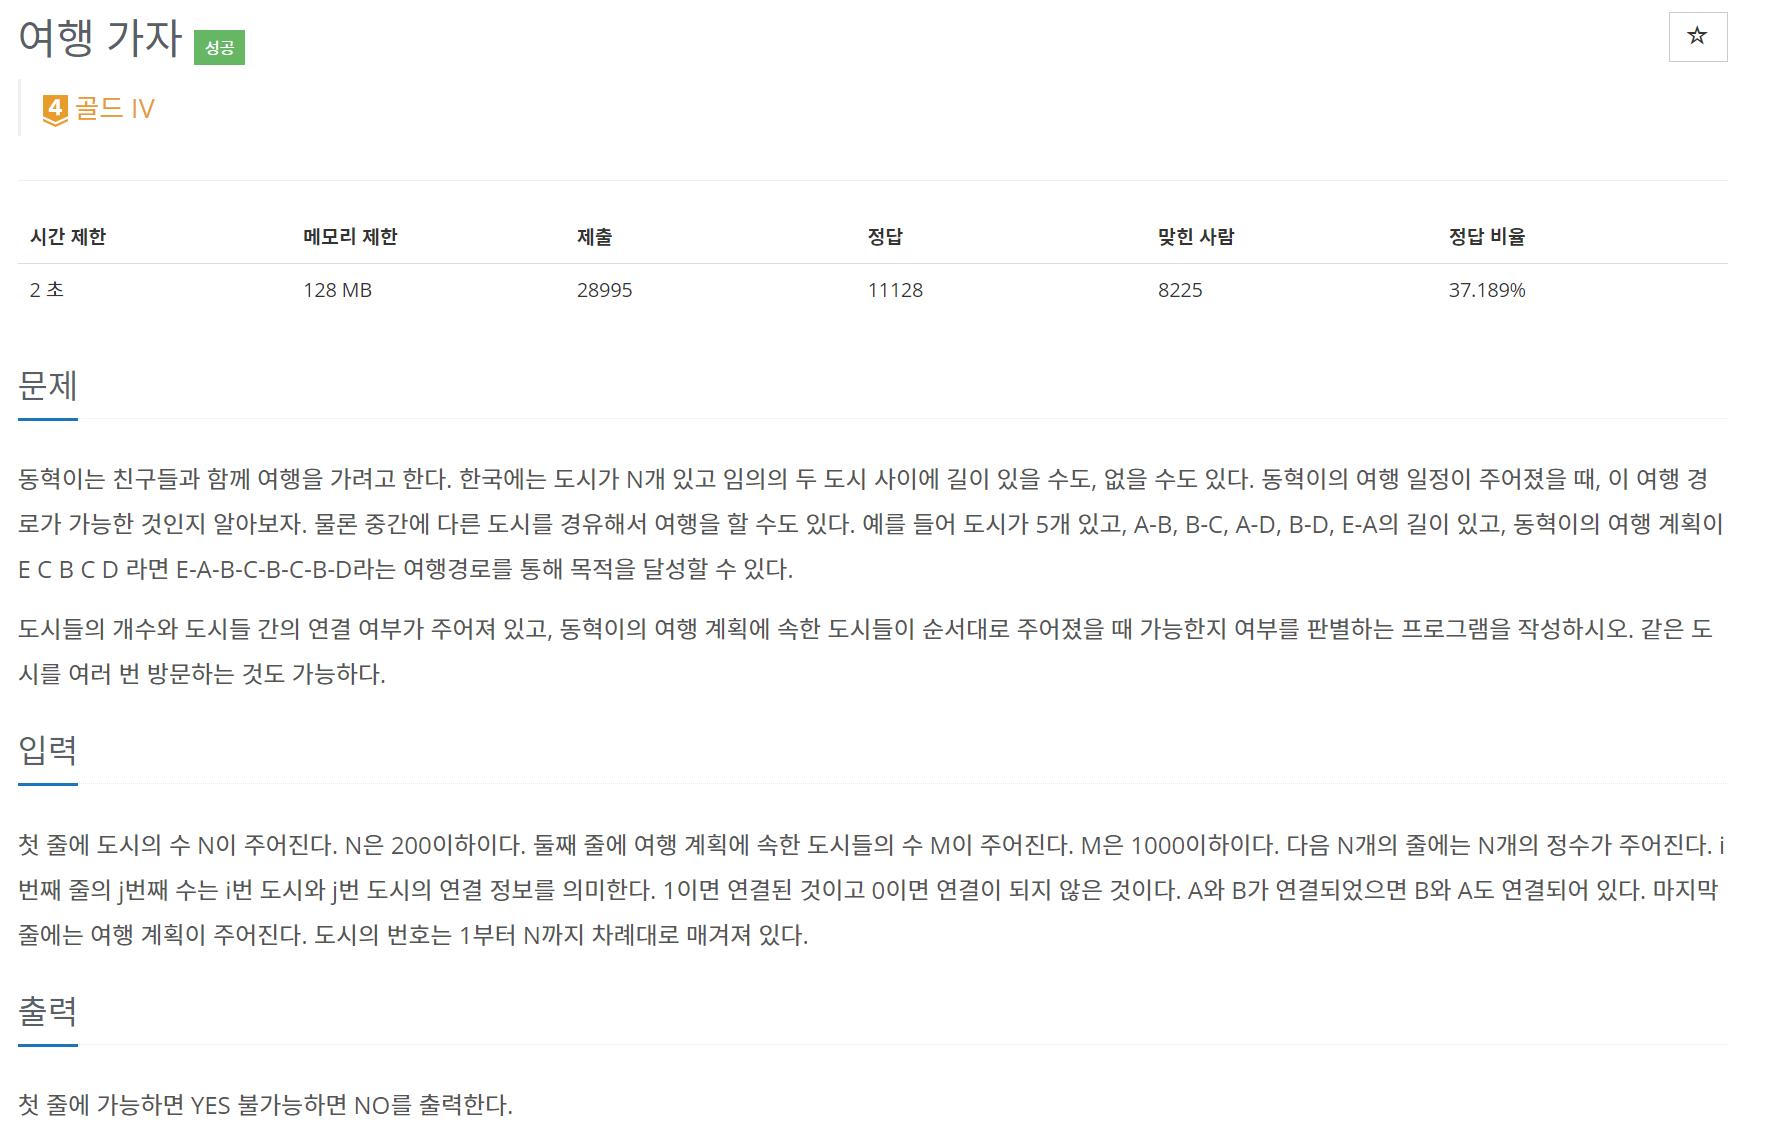 여행 가자 성공
☆
4 골드 IV
시간 제한 메모리 제한 제출 정답 맞힌 사람 정답 비율
2 초 128 MB 28995 11128 8225 37.189%
문제
동혁이는 친구들과 함께 여행을 가려고 한다. 한국에는 도시가 N개 있고 임의의 두 도시 사이에 길이 있을 수도, 없을 수도 있다. 동혁이의 여행 일정이 주어졌을 때, 이 여행 경
로가 가능한 것인지 알아보자. 물론 중간에 다른 도시를 경유해서 여행을 할 수도 있다. 예를 들어 도시가 5개 있고, A-B, B-C, A-D, B-D, E-A의 길이 있고, 동혁이의 여행 계획이
E C B C D 라면 E-A-B-C-B-C-B-D라는 여행경로를 통해 목적을 달성할 수 있다.
도시들의 개수와 도시들 간의 연결 여부가 주어져 있고, 동혁이의 여행 계획에 속한 도시들이 순서대로 주어졌을 때 가능한지 여부를 판별하는 프로그램을 작성하시오. 같은 도
시를 여러 번 방문하는 것도 가능하다.
입력
첫 줄에 도시의 수 N이 주어진다. N은 200이하이다. 둘째 줄에 여행 계획에 속한 도시들의 수 M이 주어진다. M은 1000이하이다. 다음 N개의 줄에는 N개의 정수가 주어진다. i
번째 줄의 j번째 수는 i번 도시와 j번 도시의 연결 정보를 의미한다. 1이면 연결된 것이고 0이면 연결이 되지 않은 것이다. A와 B가 연결되었으면 B와 A도 연결되어 있다. 마지막
줄에는 여행 계획이 주어진다. 도시의 번호는 1부터 N까지 차례대로 매겨져 있다.
출력
첫 줄에 가능하면 YES 불가능하면 NO를 출력한다.